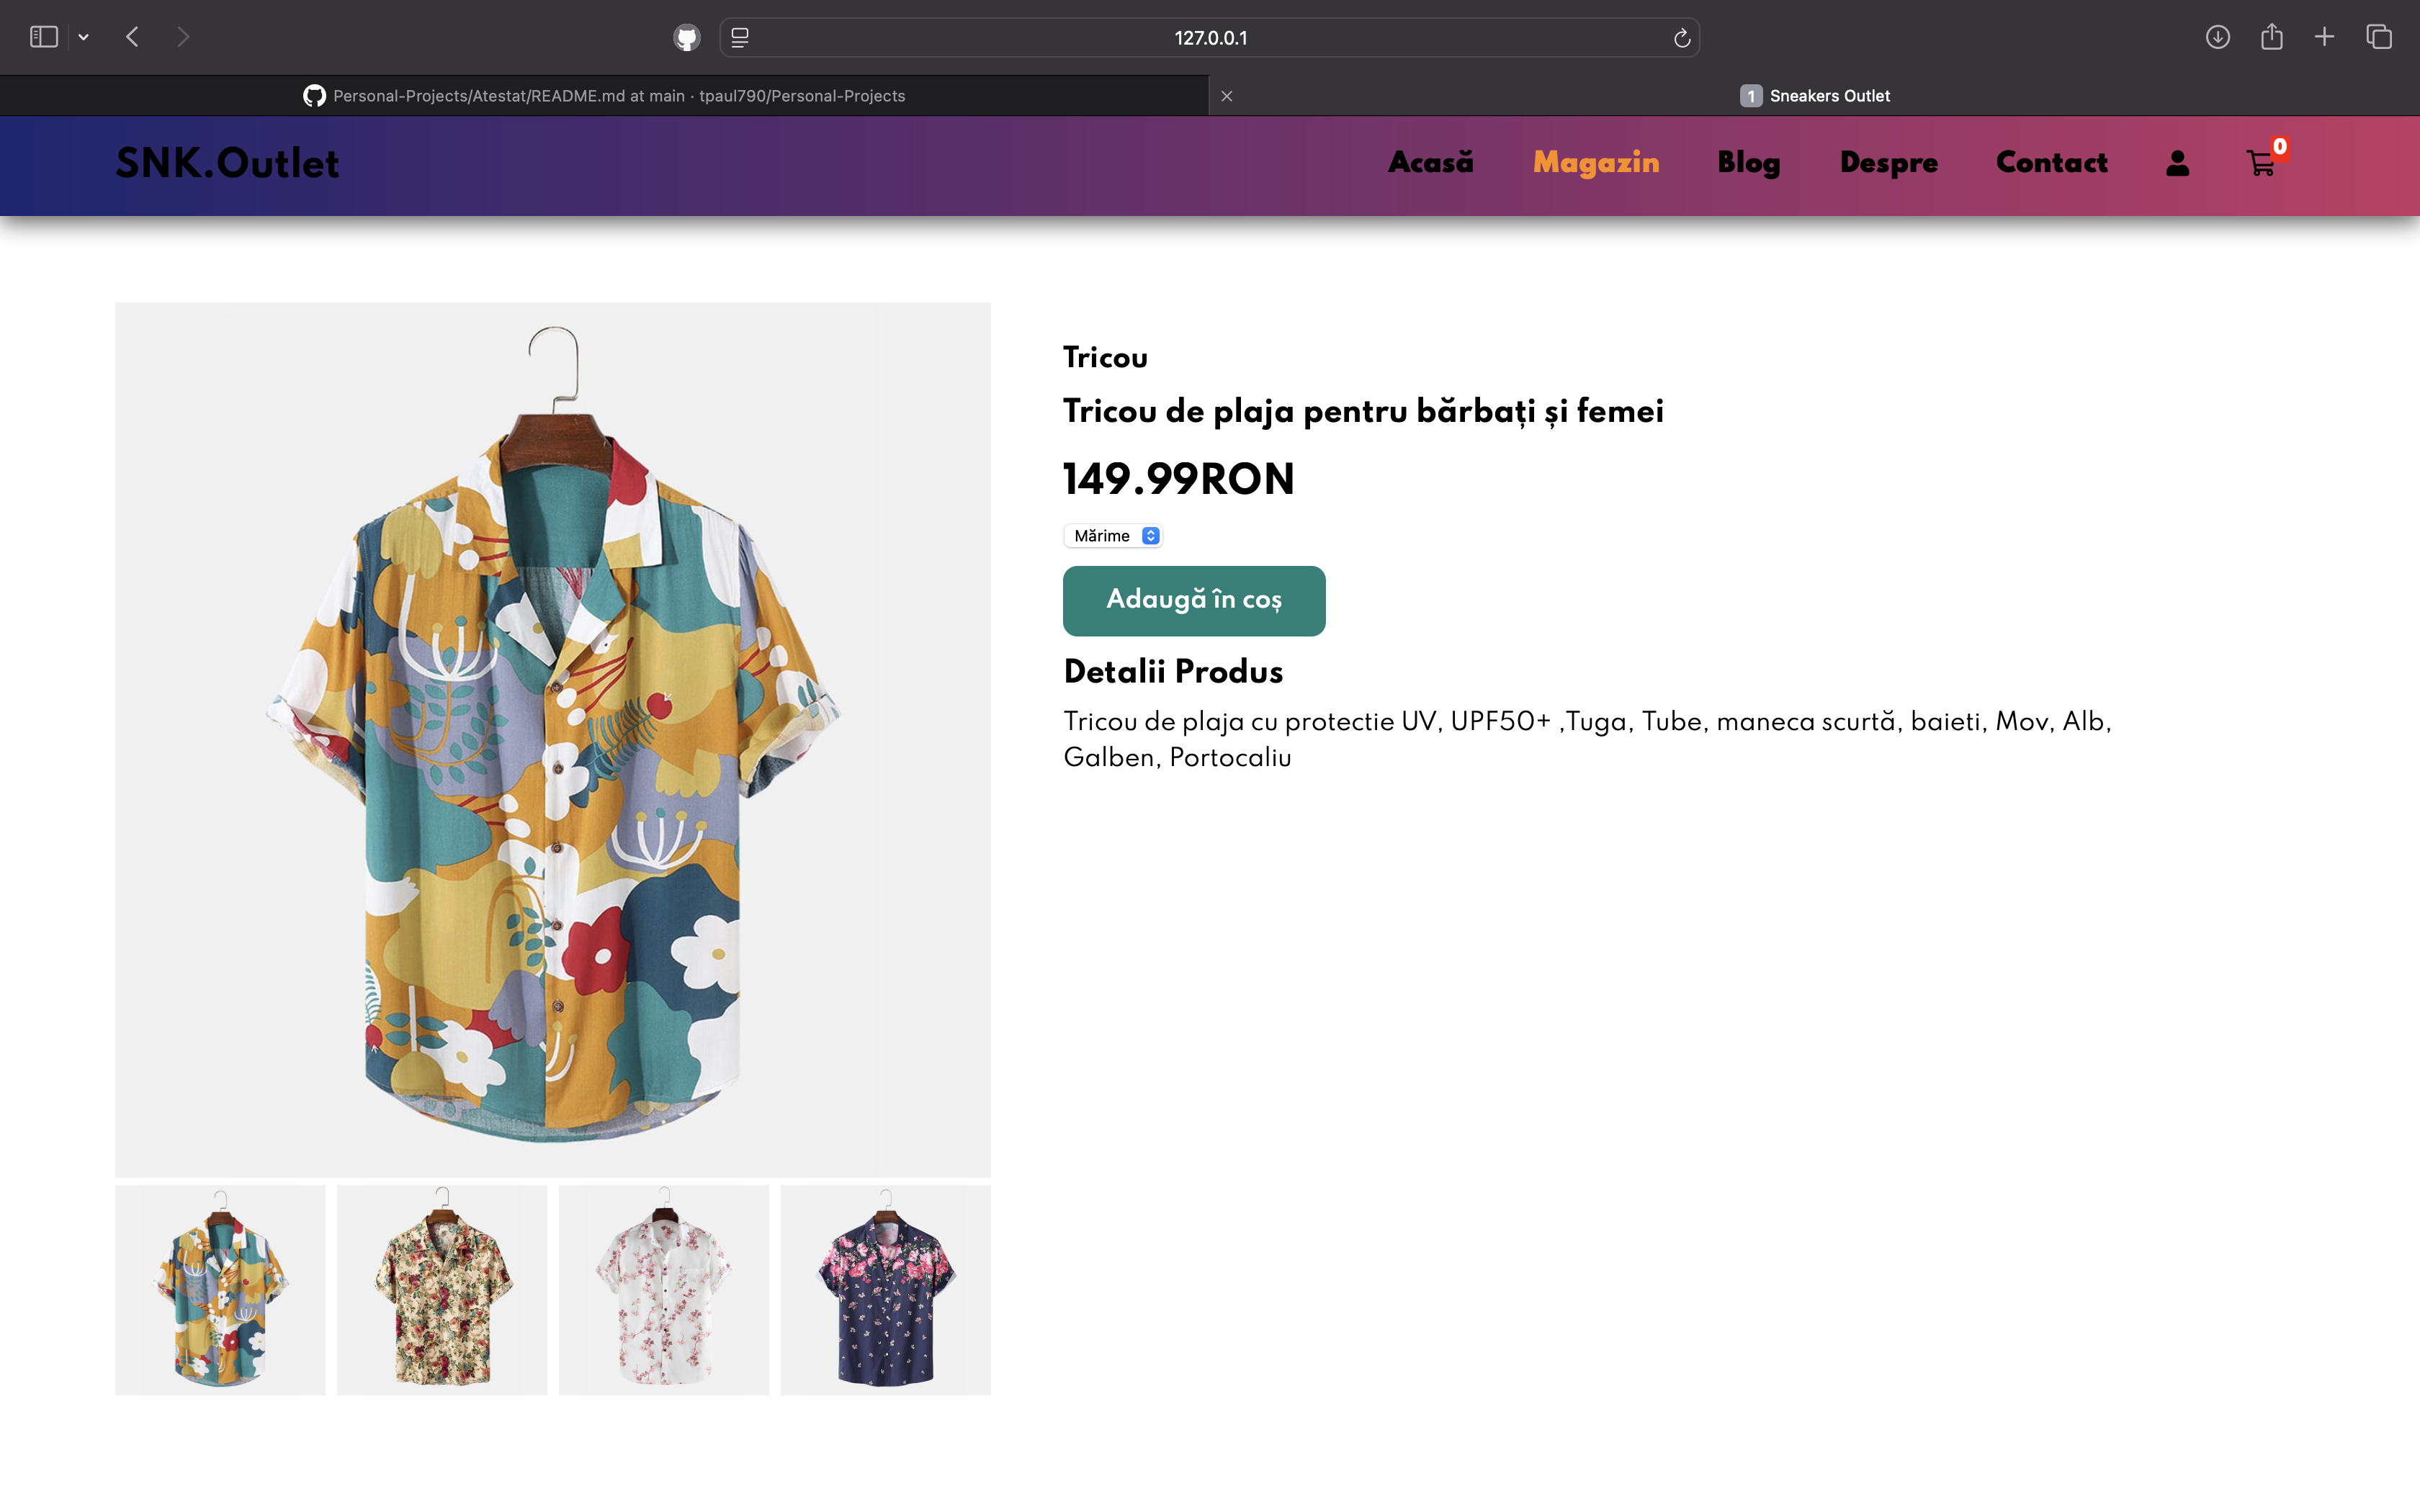 127.0.0.1
Personal-Projects/Atestat/README.md at main · tpaul790/Personal-Projects
1 Sneakers Outlet
SNK.Outlet
Acasă Magazin Blog Despre Contact 0
Tricou
Tricou de plaja pentru bărbați și femei
149.99RON
Mărime
Adaugă în coș
Detalii Produs
Tricou de plaja cu protectie UV, UPF50+ ,Tuga, Tube, maneca scurtă, baieti, Mov, Alb,
Galben, Portocaliu